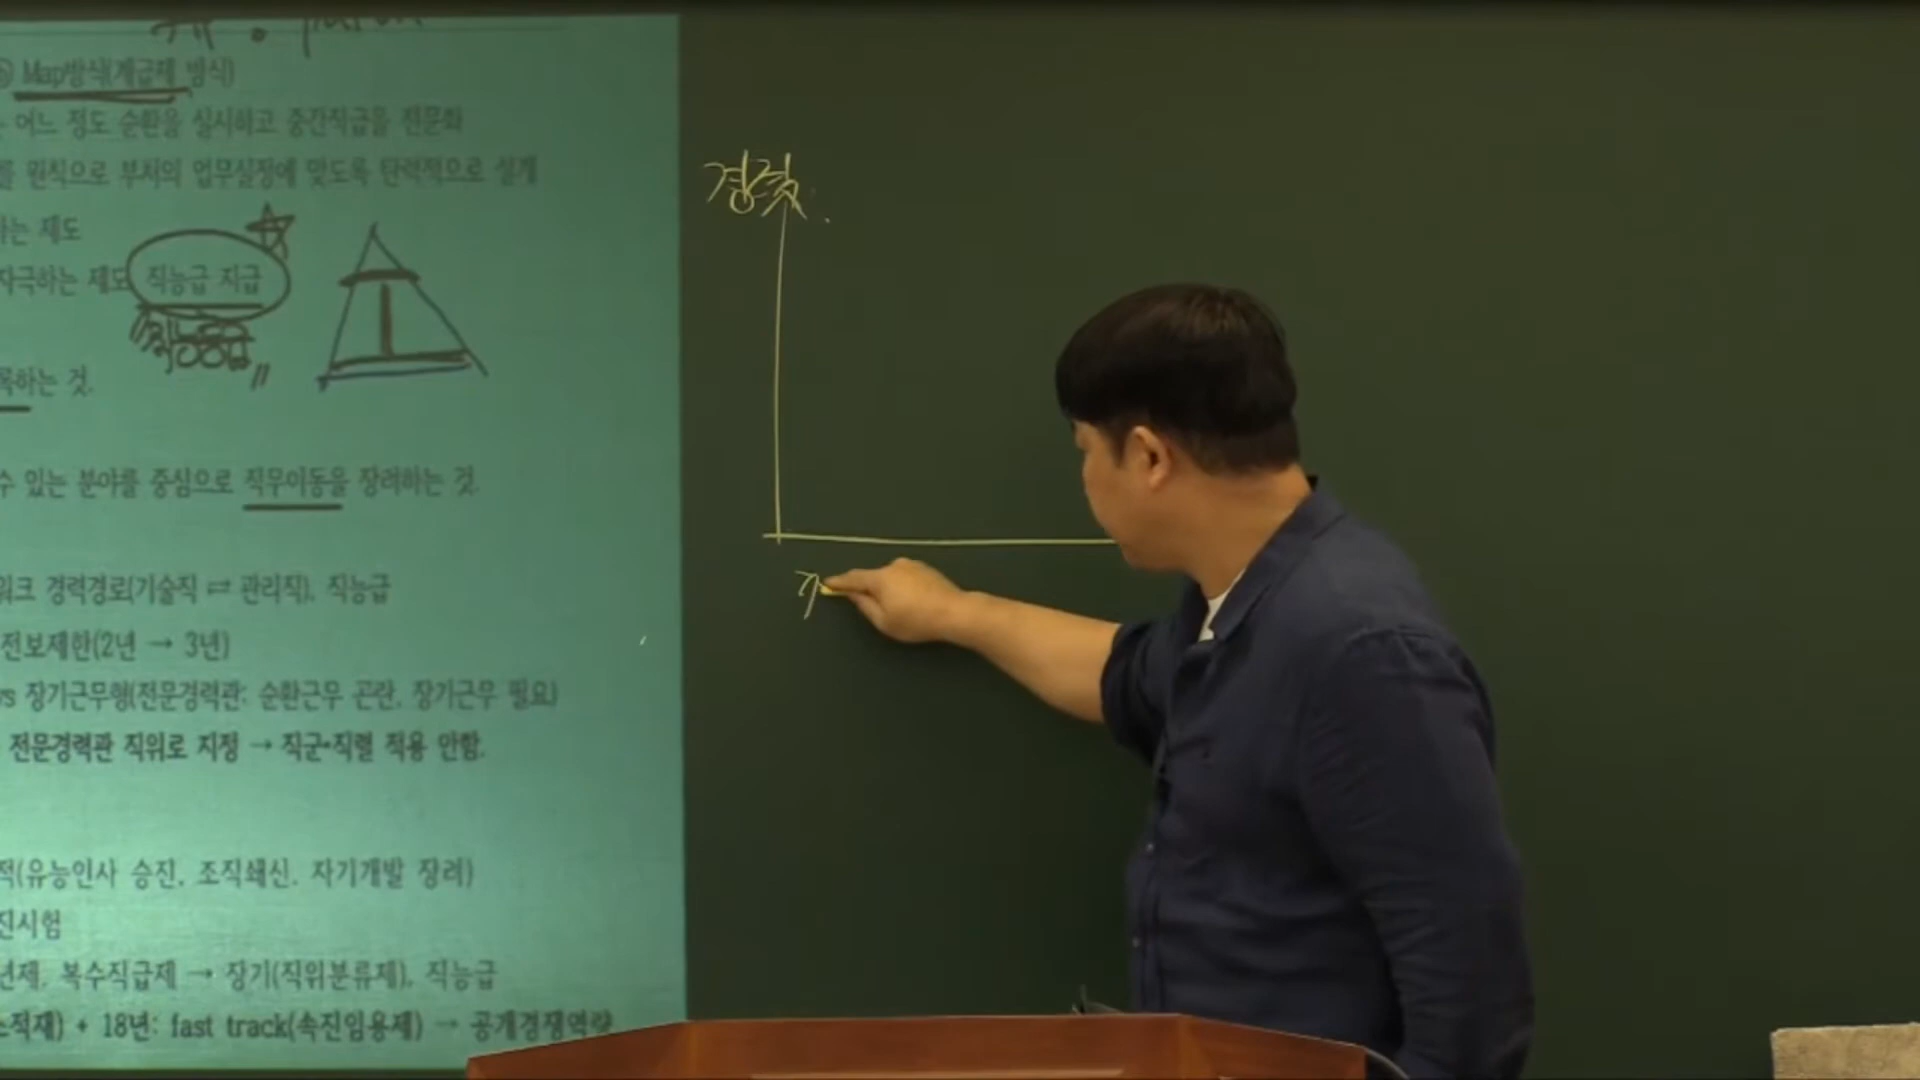 Map방식(계급제 방식)
어느 정도 순환을 실시하고 중간직급을 전문화
를 원칙으로 부처의 업무실정에 맞도록 탄력적으로 설계
하는 제도
자극하는 제도 직능급 지급
"직능급"
록하는 것.
수 있는 분야를 중심으로 직무이동을 장려하는 것.
워크 경력경로(기술직 ⇌ 관리직), 직능급
전보제한(2년 → 3년)
vs 장기근무형(전문경력관: 순환근무 곤란, 장기근무 필요)
전문경력관 직위로 지정 → 직군·직렬 적용 안함.
적(유능인사 승진, 조직쇄신, 자기개발 장려)
진시험
년제, 복수직급제 → 장기(직위분류제), 직능급
소적재) + 18년: fast track(속진임용제) → 공개경쟁역량